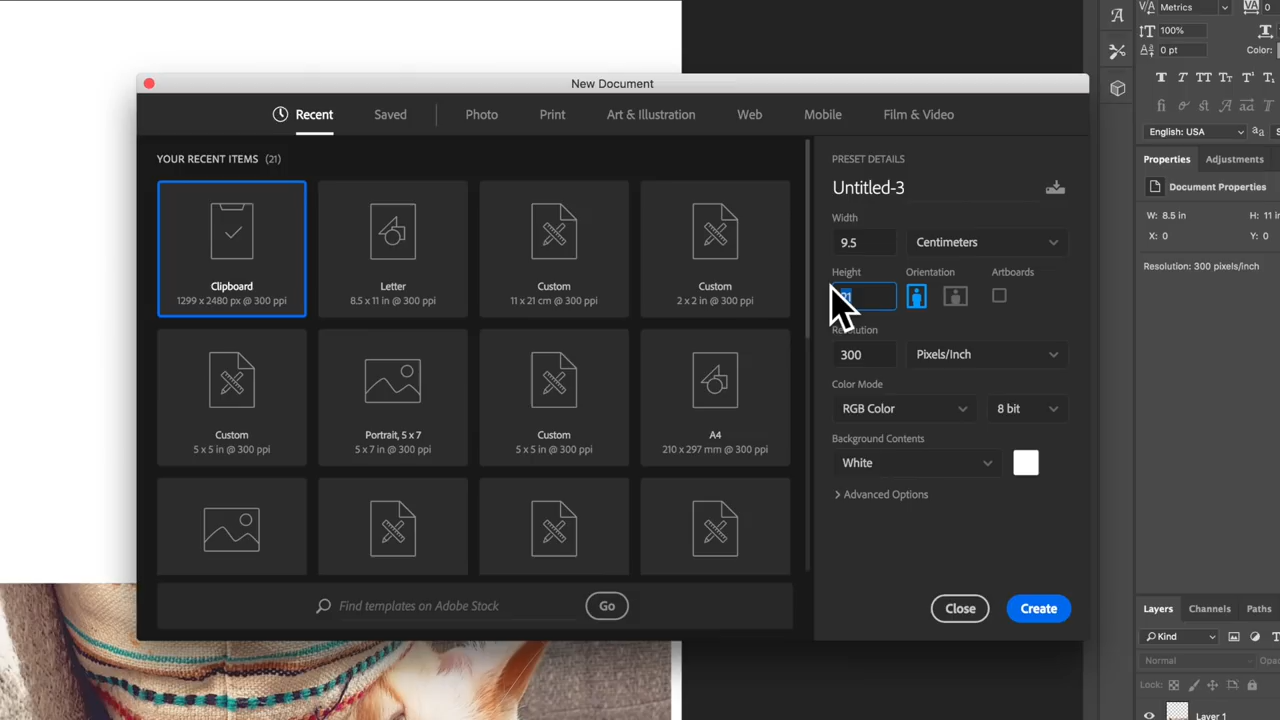 Metrics
0
100%
0 pt
Color:
New Document
Recent
Saved
Photo
Print
Art & Illustration
Web
Mobile
Film & Video
English: USA
YOUR RECENT ITEMS (21)
PRESET DETAILS
Properties
Adjustments
Untitled-3
Document Properties
Width
W: 8.5 in
H: 11 in
9.5
Centimeters
X: 0
Y: 0
Height
Orientation
Artboards
Resolution: 300 pixels/inch
Clipboard
1299 x 2480 px @ 300 ppi
Letter
8.5 x 11 in @ 300 ppi
Custom
11 x 21 cm @ 300 ppi
Custom
2 x 2 in @ 300 ppi
21
Resolution
300
Pixels/Inch
Color Mode
RGB Color
8 bit
Custom
5 x 5 in @ 300 ppi
Portrait, 5 x 7
5 x 7 in @ 300 ppi
Custom
5 x 5 in @ 300 ppi
A4
210 x 297 mm @ 300 ppi
Background Contents
White
Advanced Options
Find templates on Adobe Stock
Go
Close
Create
Layers
Channels
Paths
Kind
Normal
Lock:
Layer 1